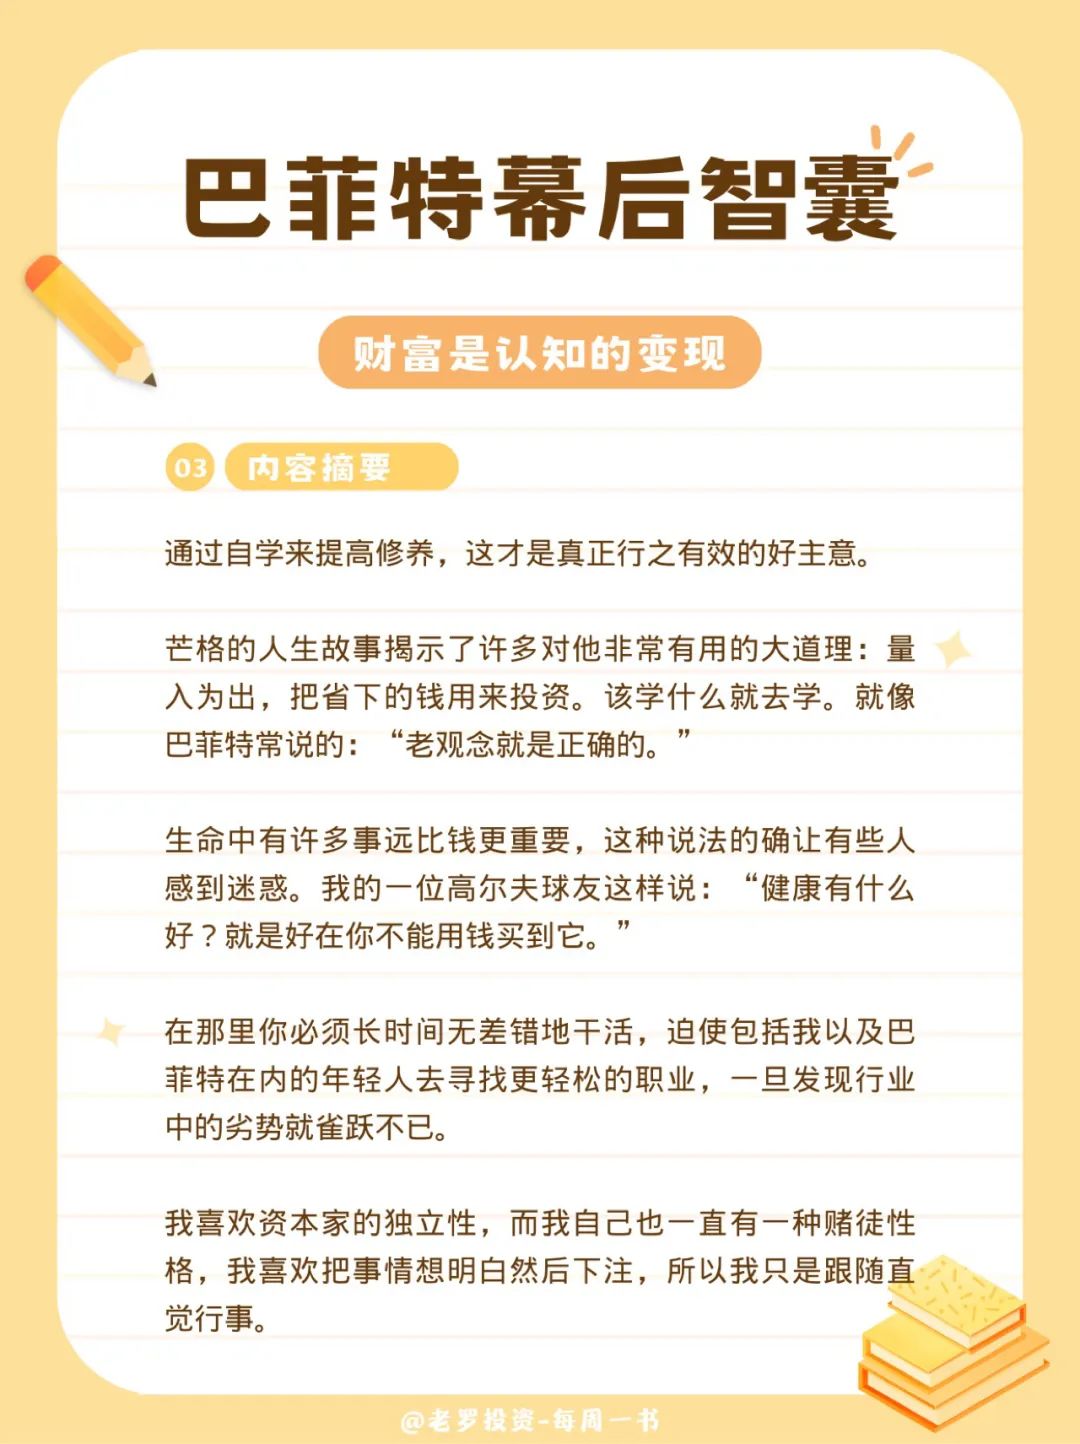 巴菲特幕后智囊
财富是认知的变现
03 内容摘要
通过自学来提高修养，这才是真正行之有效的好主意。
芒格的人生故事揭示了许多对他非常有用的大道理：量
入为出，把省下的钱用来投资。该学什么就去学。就像
巴菲特常说的：“老观念就是正确的。”
生命中有许多事远比钱更重要，这种说法的确让有些人
感到迷惑。我的一位高尔夫球友这样说：“健康有什么
好？就是好在你不能用钱买到它。”
在那里你必须长时间无差错地干活，迫使包括我以及巴
菲特在内的年轻人去寻找更轻松的职业，一旦发现行业
中的劣势就雀跃不已。
我喜欢资本家的独立性，而我自己也一直有一种赌徒性
格，我喜欢把事情想明白然后下注，所以我只是跟随直
觉行事。
@老罗投资-每周一书